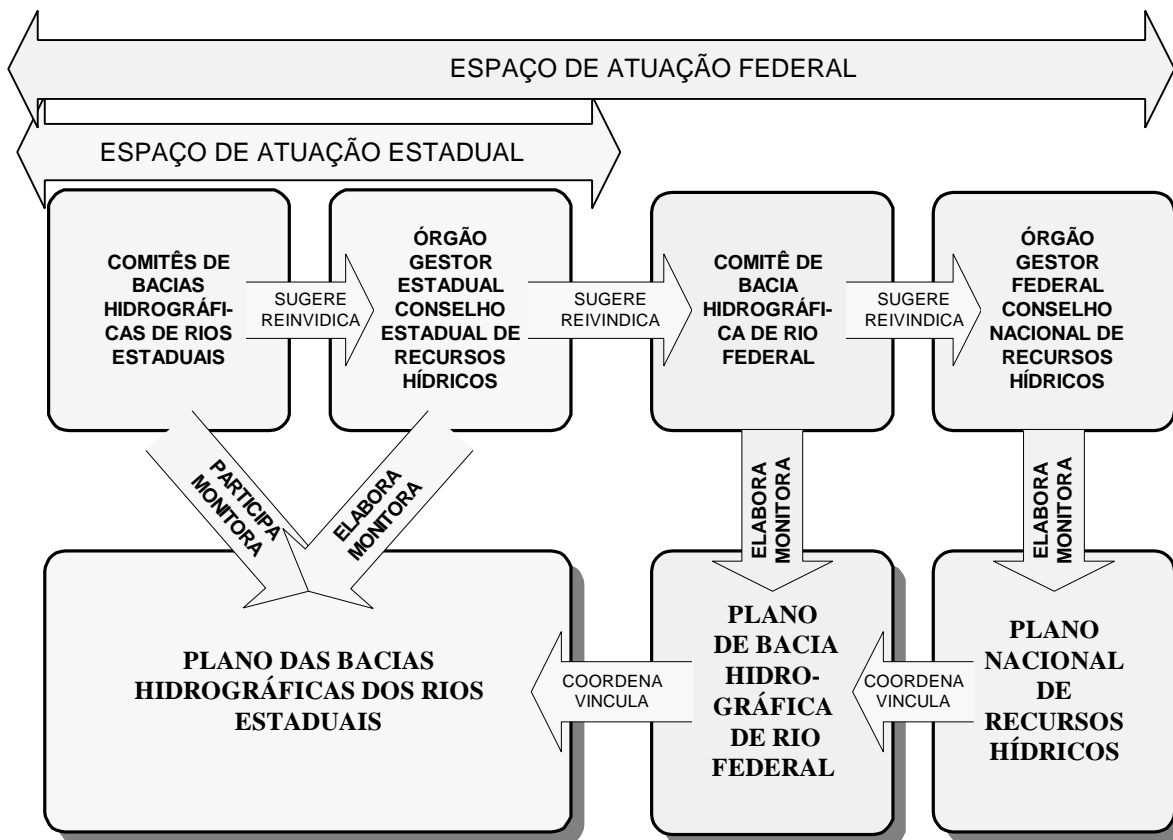 ESPAÇO DE ATUAÇÃO FEDERAL
ESPAÇO DE ATUAÇÃO ESTADUAL
COMITÊS DE
BACIAS
HIDROGRÁFI-
CAS DE RIOS
ESTADUAIS
SUGERE
REINVIDICA
ÓRGÃO
GESTOR
ESTADUAL
CONSELHO
ESTADUAL DE
RECURSOS
HÍDRICOS
SUGERE
REIVINDICA
COMITÊ DE
BACIA
HIDROGRÁFI-
CA DE RIO
FEDERAL
SUGERE
REIVINDICA
ÓRGÃO
GESTOR
FEDERAL
CONSELHO
NACIONAL DE
RECURSOS
HÍDRICOS
PARTICIPA
MONITORA
ELABORA
MONITORA
ELABORA
MONITORA
ELABORA
MONITORA
PLANO DAS BACIAS
HIDROGRÁFICAS DOS RIOS
ESTADUAIS
COORDENA
VINCULA
PLANO
DE BACIA
HIDRO-
GRÁFICA
DE RIO
FEDERAL
COORDENA
VINCULA
PLANO
NACIONAL
DE
RECURSOS
HÍDRICOS